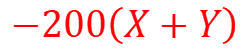 −200(X + Y)